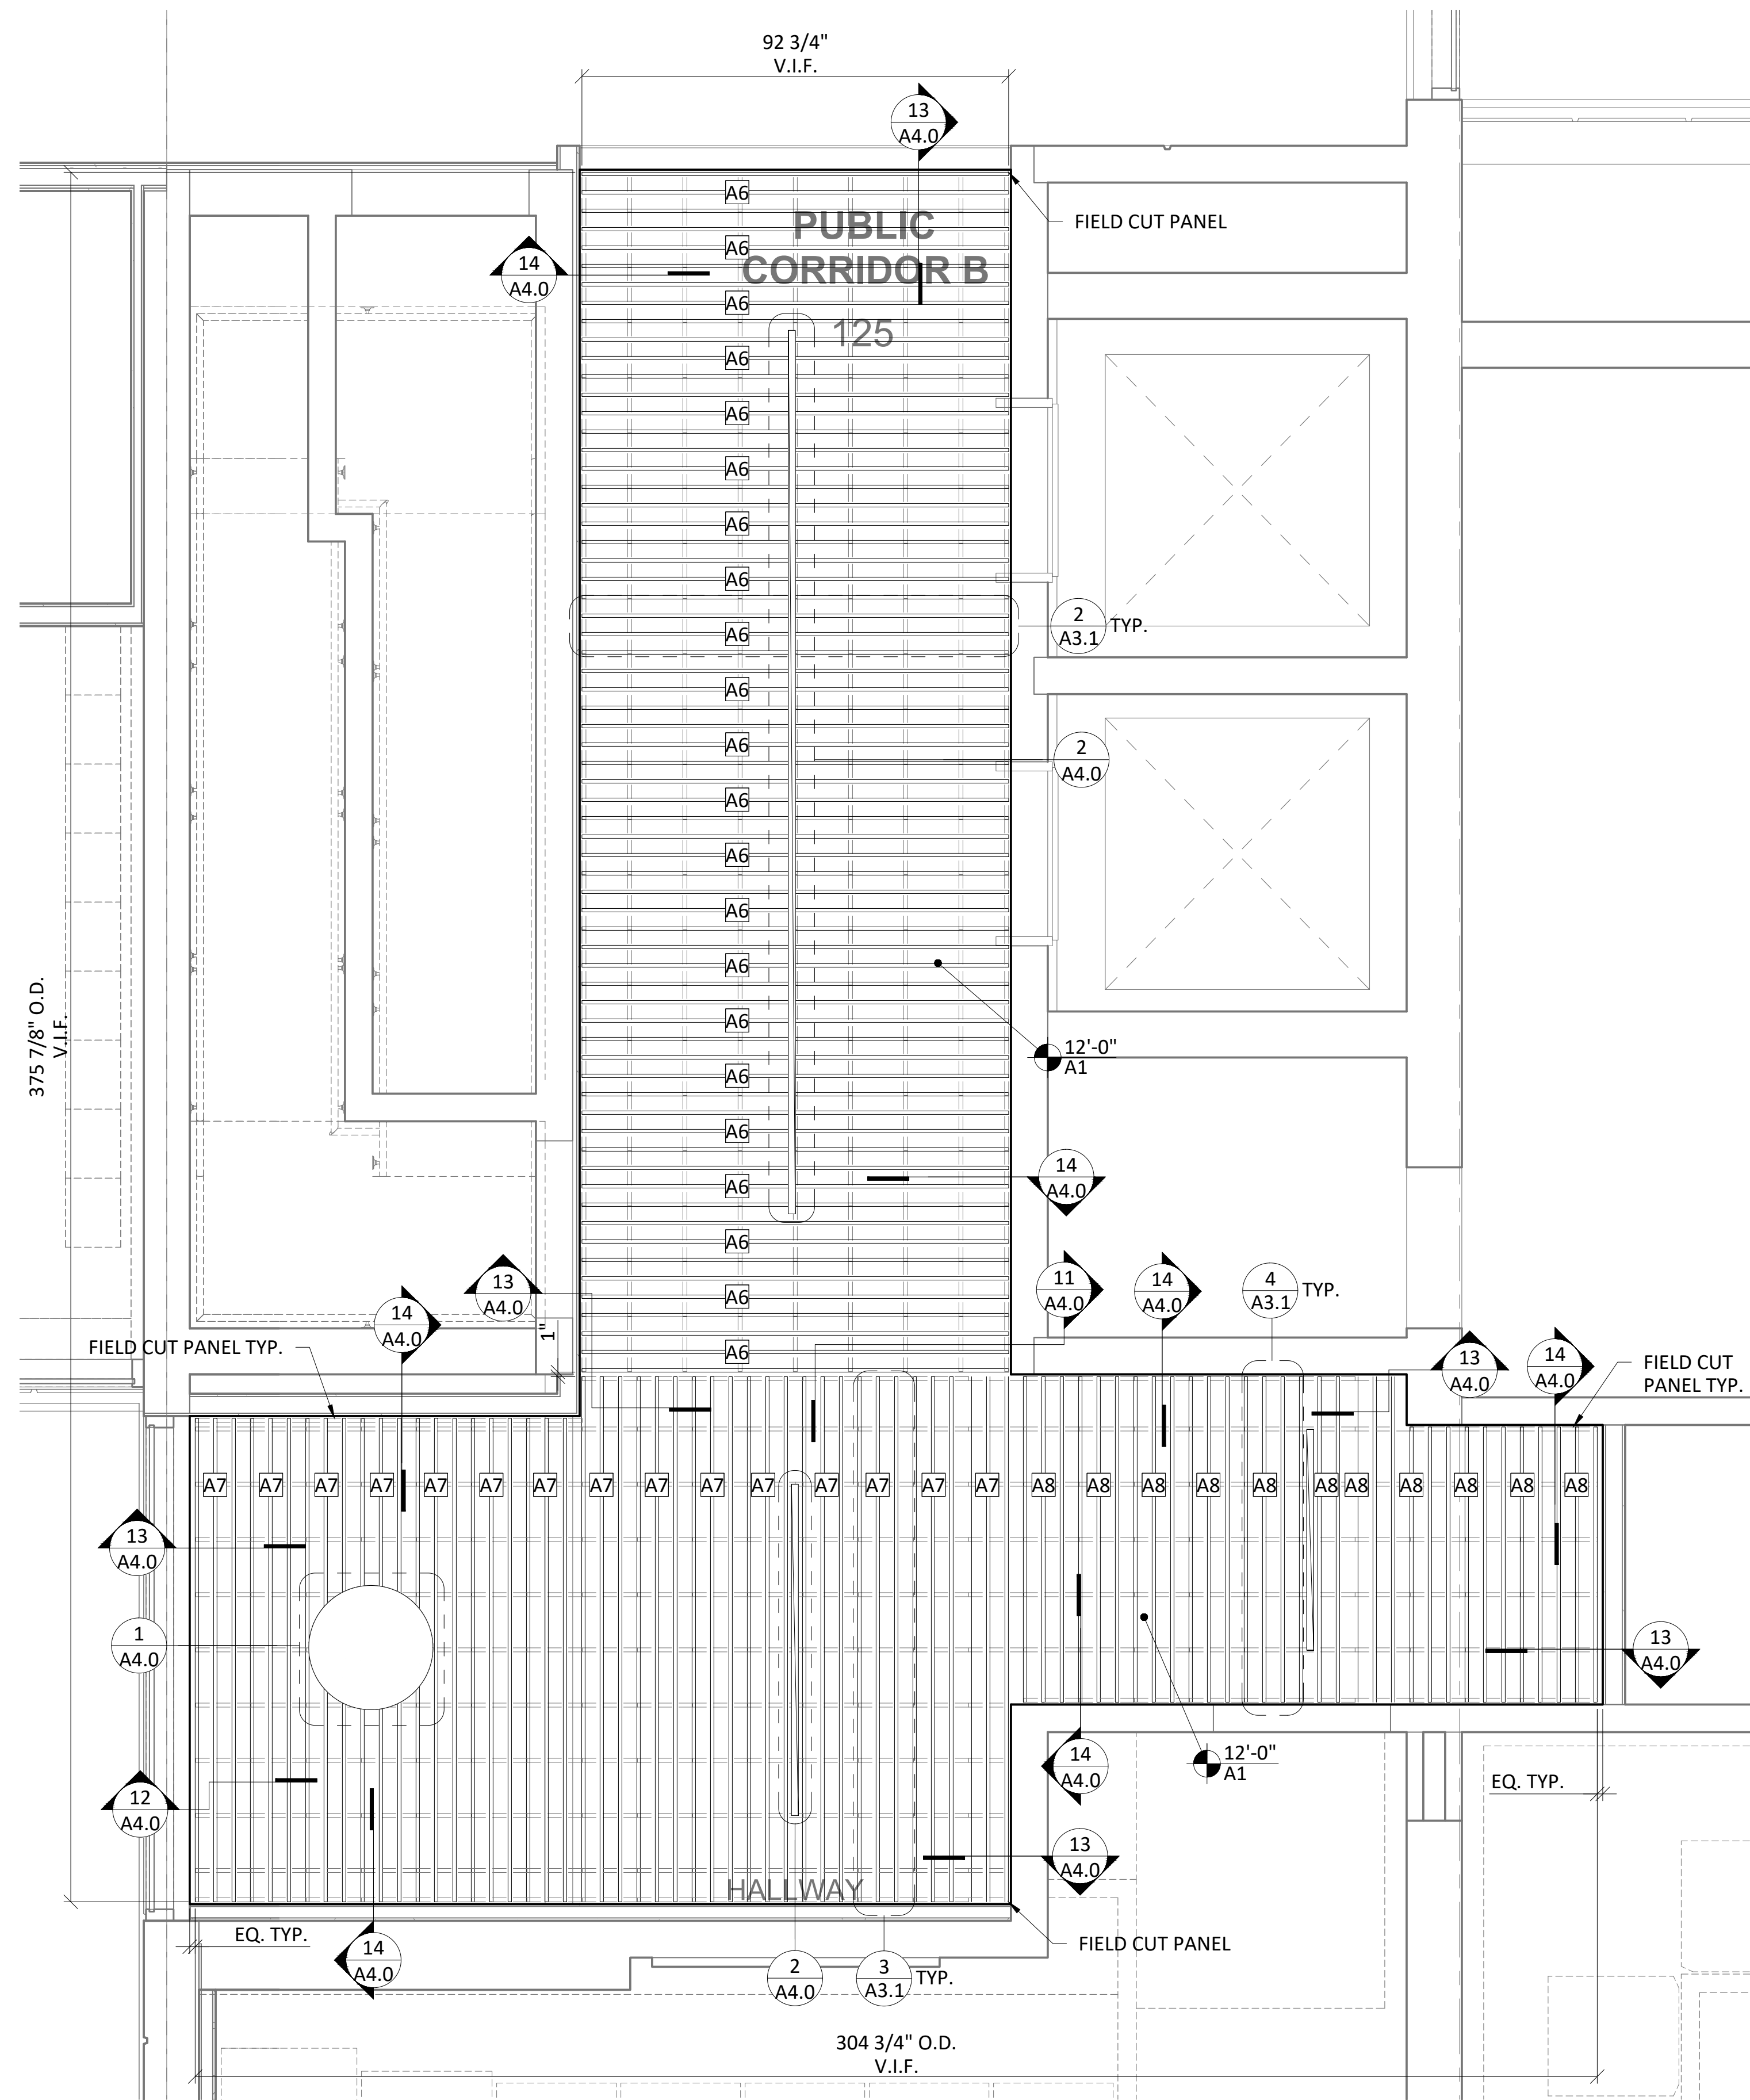 92 3/4"
V.I.F.
13
A4.0
A6
PUBLIC
CORRIDOR B
125
FIELD CUT PANEL
A6
14
A4.0
A6
A6
A6
A6
A6
A6
2
A3.1
TYP.
A6
A6
A6
2
A4.0
A6
A6
A6
A6
375 7/8" O.D.
V.I.F.
A6
12'-0"
A1
A6
A6
A6
14
A4.0
A6
13
A4.0
11
A4.0
14
A4.0
4
A3.1
TYP.
A6
14
A4.0
1"
FIELD CUT PANEL TYP.
A6
13
A4.0
14
A4.0
FIELD CUT
PANEL TYP.
A7 A7 A7 A7 A7 A7 A7 A7 A7 A7 A7 A7 A7 A7 A7 A8 A8 A8 A8 A8 A8 A8 A8 A8 A8 A8
13
A4.0
1
A4.0
13
A4.0
12
A4.0
14
A4.0
12'-0"
A1
EQ. TYP.
13
A4.0
HALLWAY
EQ. TYP.
14
A4.0
FIELD CUT PANEL
2
A4.0
3
A3.1
TYP.
304 3/4" O.D.
V.I.F.